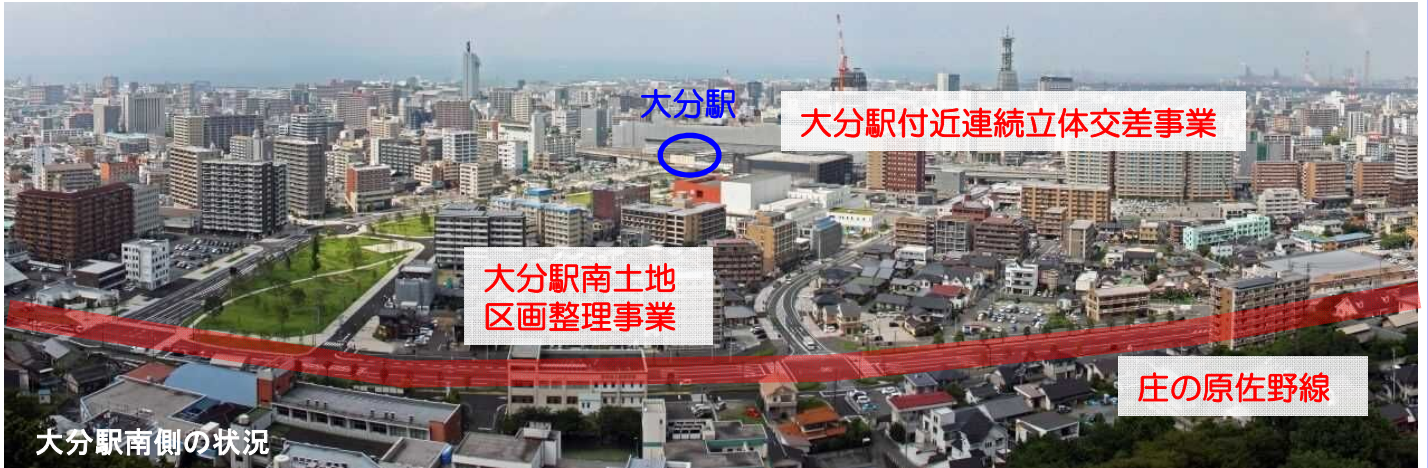 大分駅
大分駅付近連続立体交差事業
大分駅南土地
区画整理事業
庄の原佐野線
大分駅南側の状況